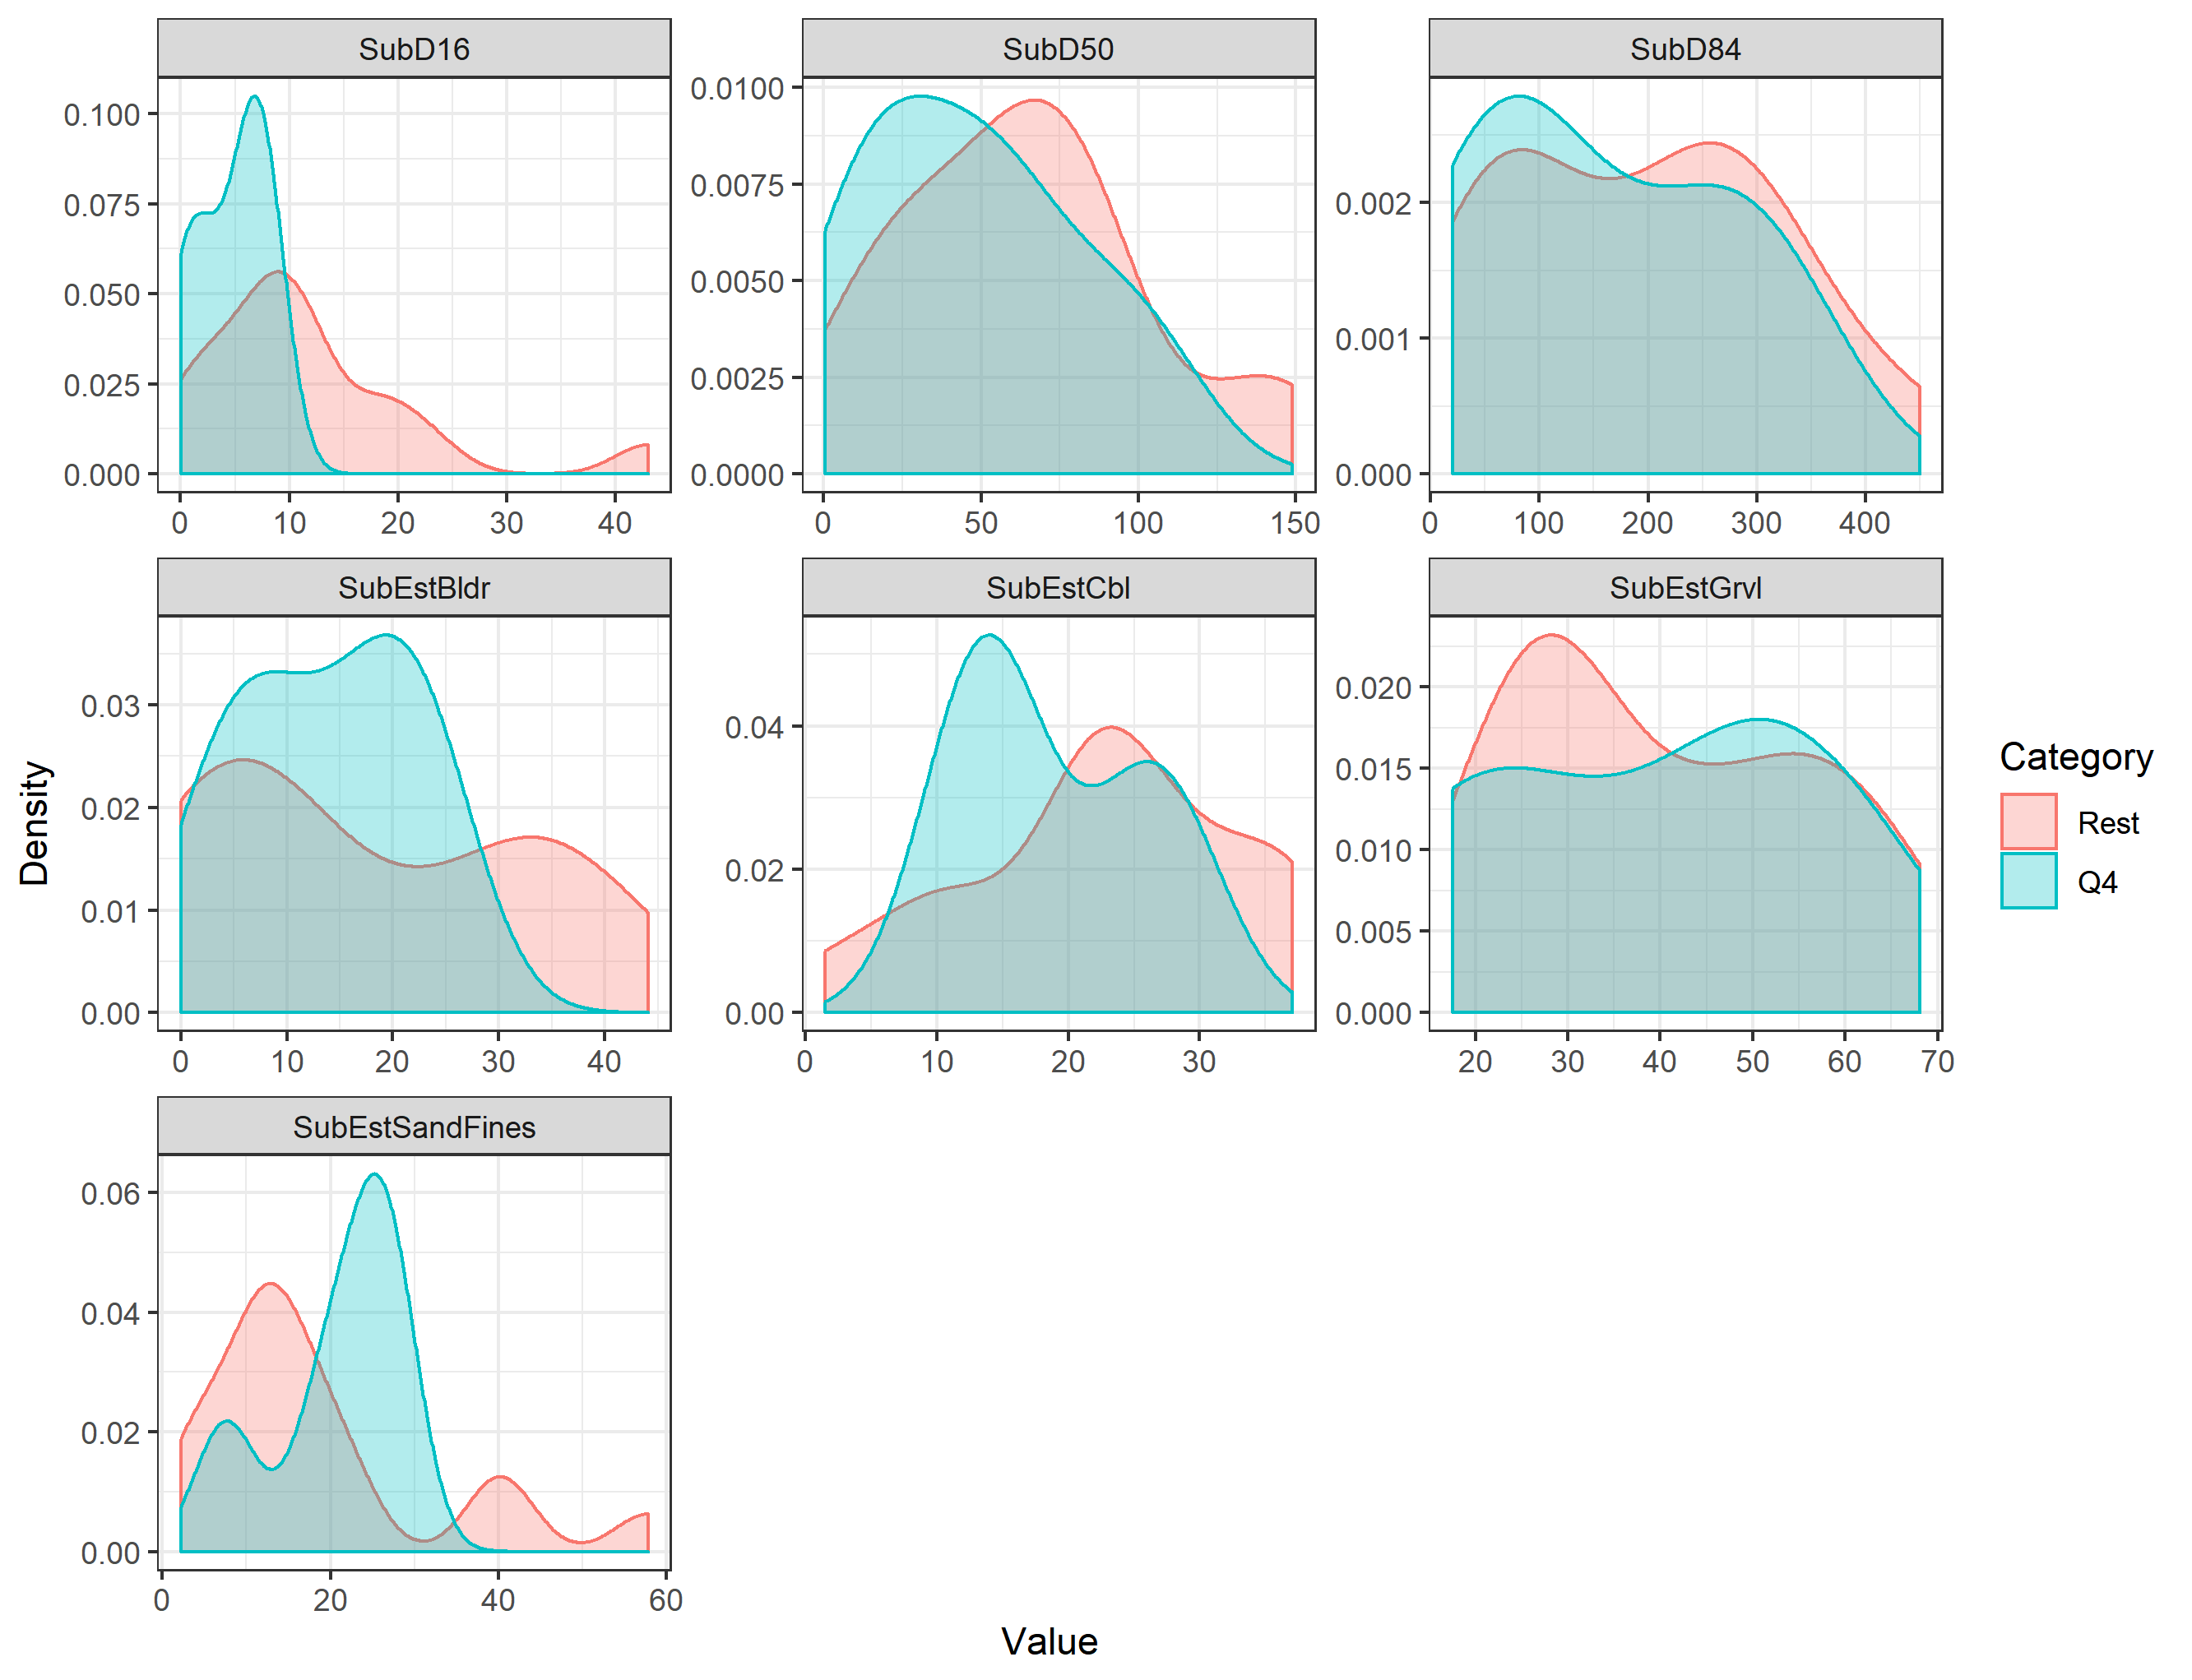 SubD16 SubD50 SubD84
0.100 0.0100
0.075 0.0075 0.002
0.050 0.0050
0.025 0.0025 0.001
0.000 0.0000 0.000
0 10 20 30 40 0 50 100 150 0 100 200 300 400
SubEstBldr SubEstCbl SubEstGrvl
0.03 0.04 0.020
0.02 0.02 0.015
0.01 0.010
0.005
0.00 0.00 0.000
0 10 20 30 40 0 10 20 30 20 30 40 50 60 70
SubEstSandFines
0.06
0.04
0.02
0.00
0 20 40 60
Density
Value
Category
Rest
Q4